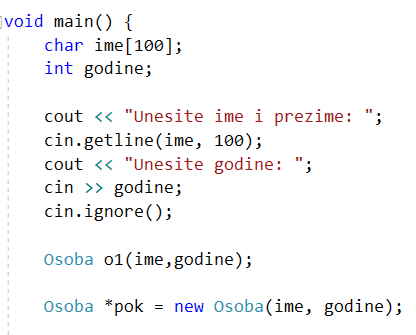 void main() {
char ime[100];
int godine;
cout << "Unesite ime i prezime: ";
cin.getline(ime, 100);
cout << "Unesite godine: ";
cin >> godine;
cin.ignore();
Osoba o1(ime,godine);
Osoba *pok = new Osoba(ime, godine);